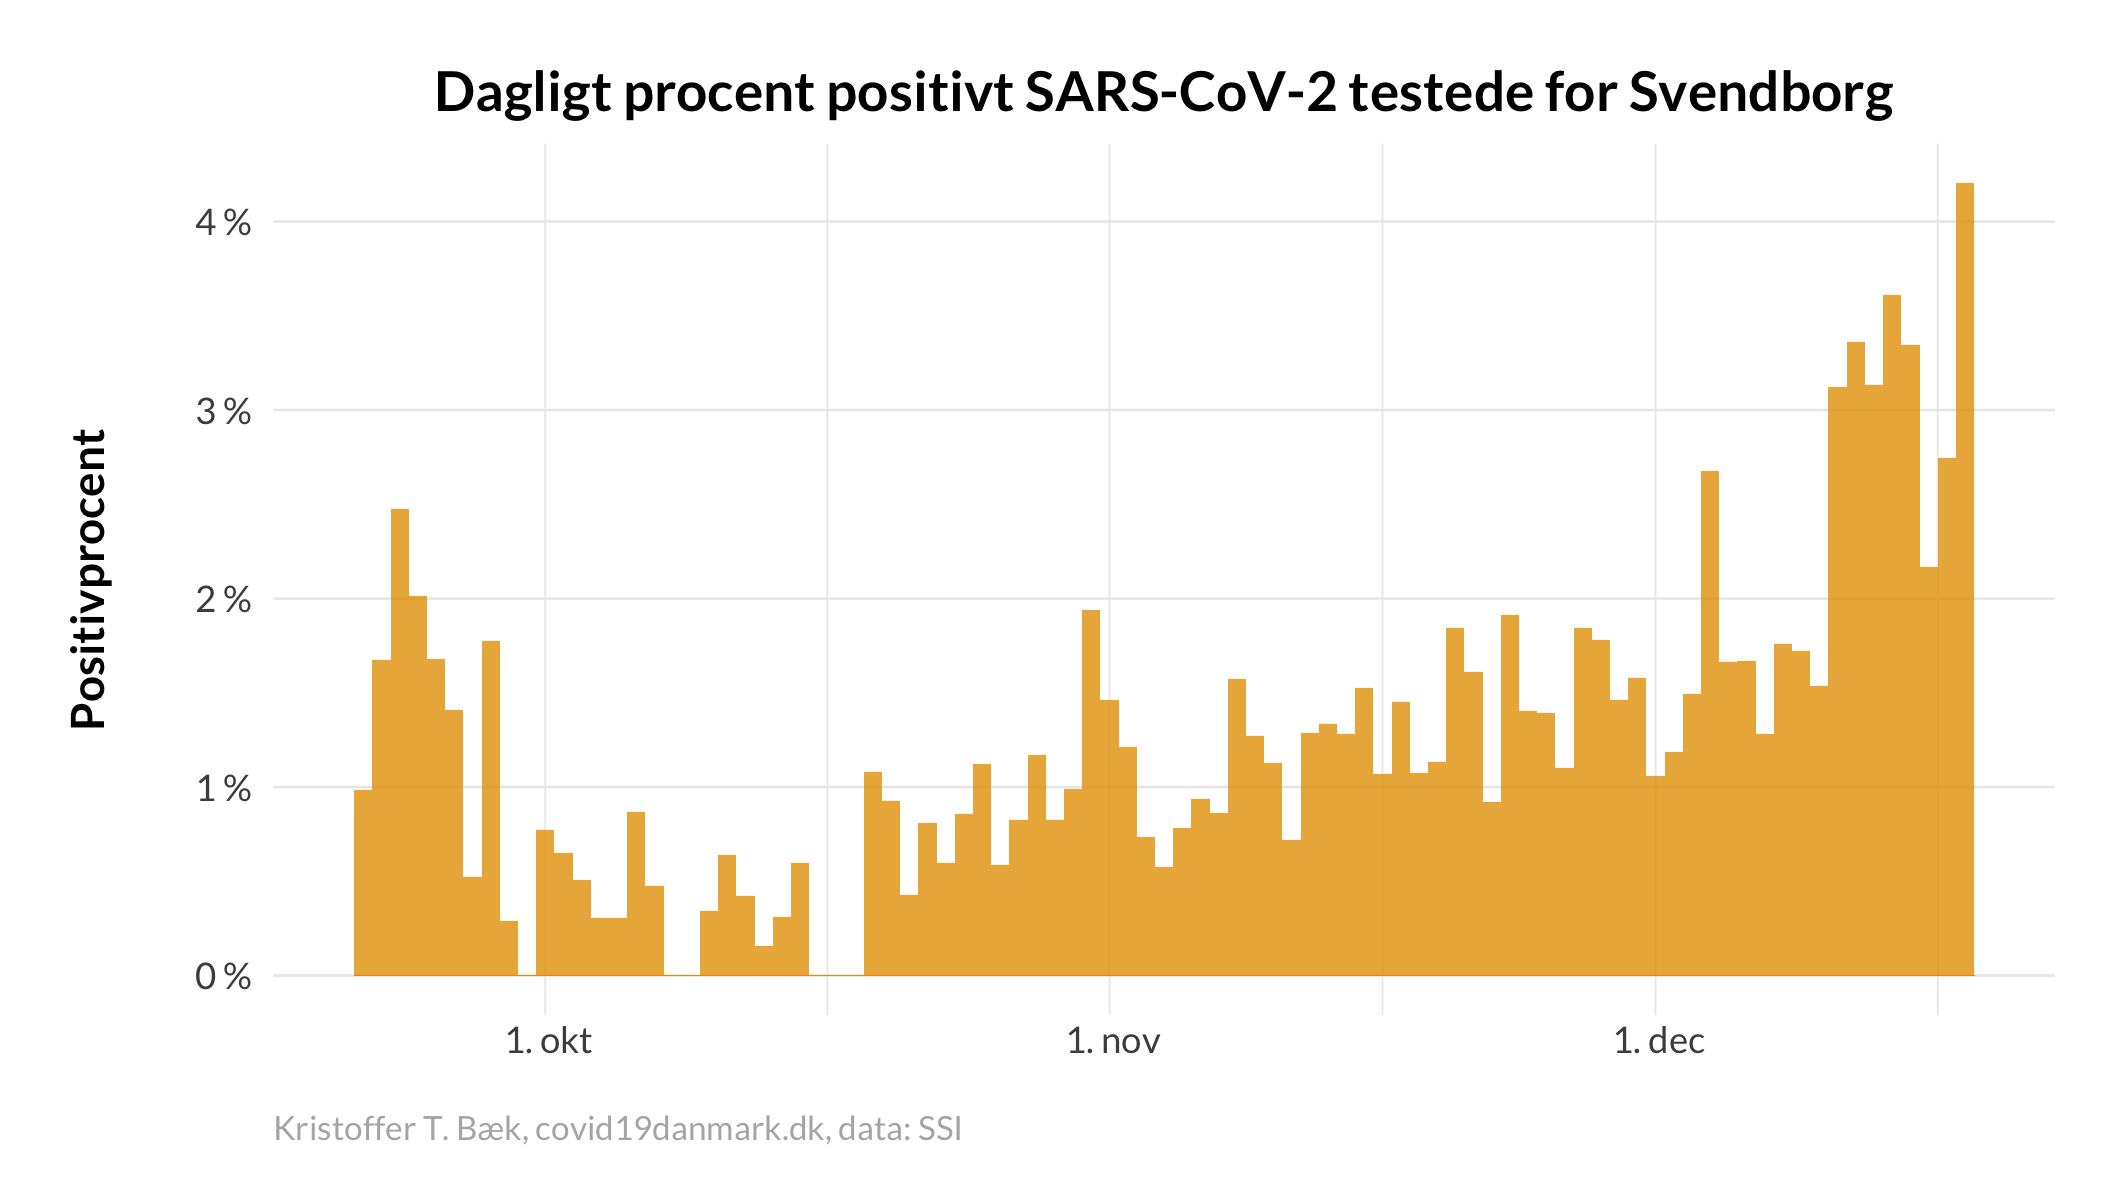 Dagligt procent positivt SARS-CoV-2 testede for Svendborg
Positivprocent
4 %
3 %
2 %
1 %
0 %
1. okt
1. nov
1. dec
Kristoffer T. Bæk, covid19danmark.dk, data: SSI